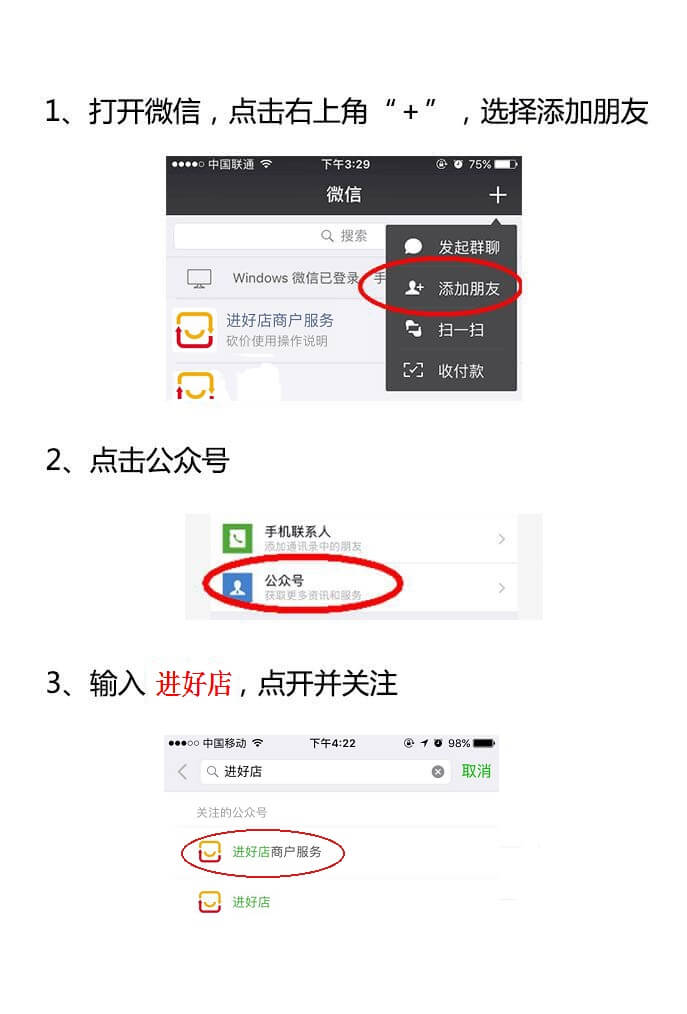 1、打开微信，点击右上角“+”，选择添加朋友
中国联通 下午3:29 75%
微信
搜索
发起群聊
Windows 微信已登录，手
添加朋友
进好店商户服务
扫一扫
砍价使用操作说明
收付款
2、点击公众号
手机联系人
添加通讯录中的朋友
公众号
获取更多资讯和服务
3、输入 进好店，点开并关注
中国移动 下午4:22 98%
进好店 取消
关注的公众号
进好店商户服务
进好店